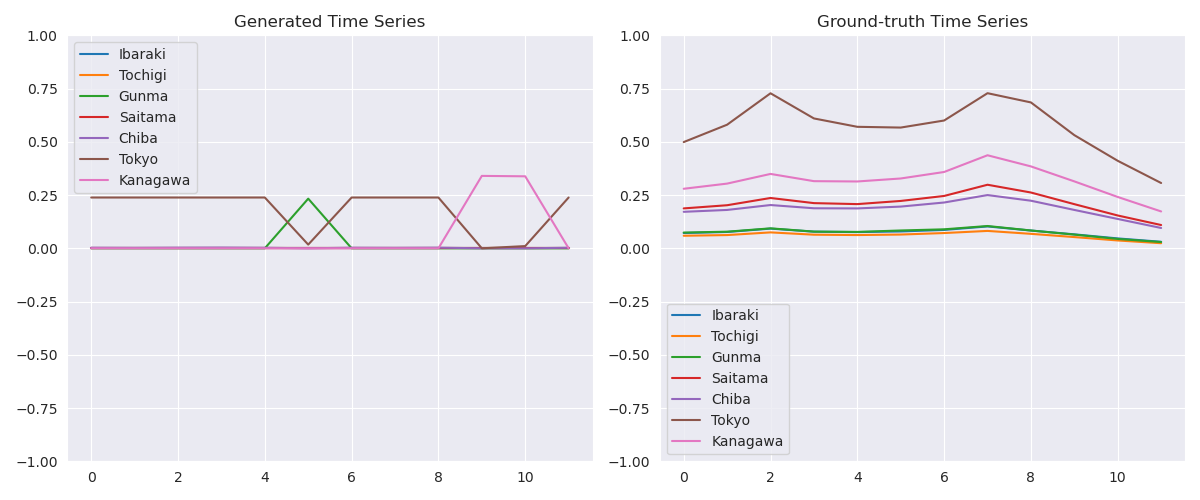 Generated Time Series
1.00
0.75
0.50
0.25
0.00
−0.25
−0.50
−0.75
−1.00
0 2 4 6 8 10
Ibaraki
Tochigi
Gunma
Saitama
Chiba
Tokyo
Kanagawa
Ground-truth Time Series
1.00
0.75
0.50
0.25
0.00
−0.25
−0.50
−0.75
−1.00
0 2 4 6 8 10
Ibaraki
Tochigi
Gunma
Saitama
Chiba
Tokyo
Kanagawa